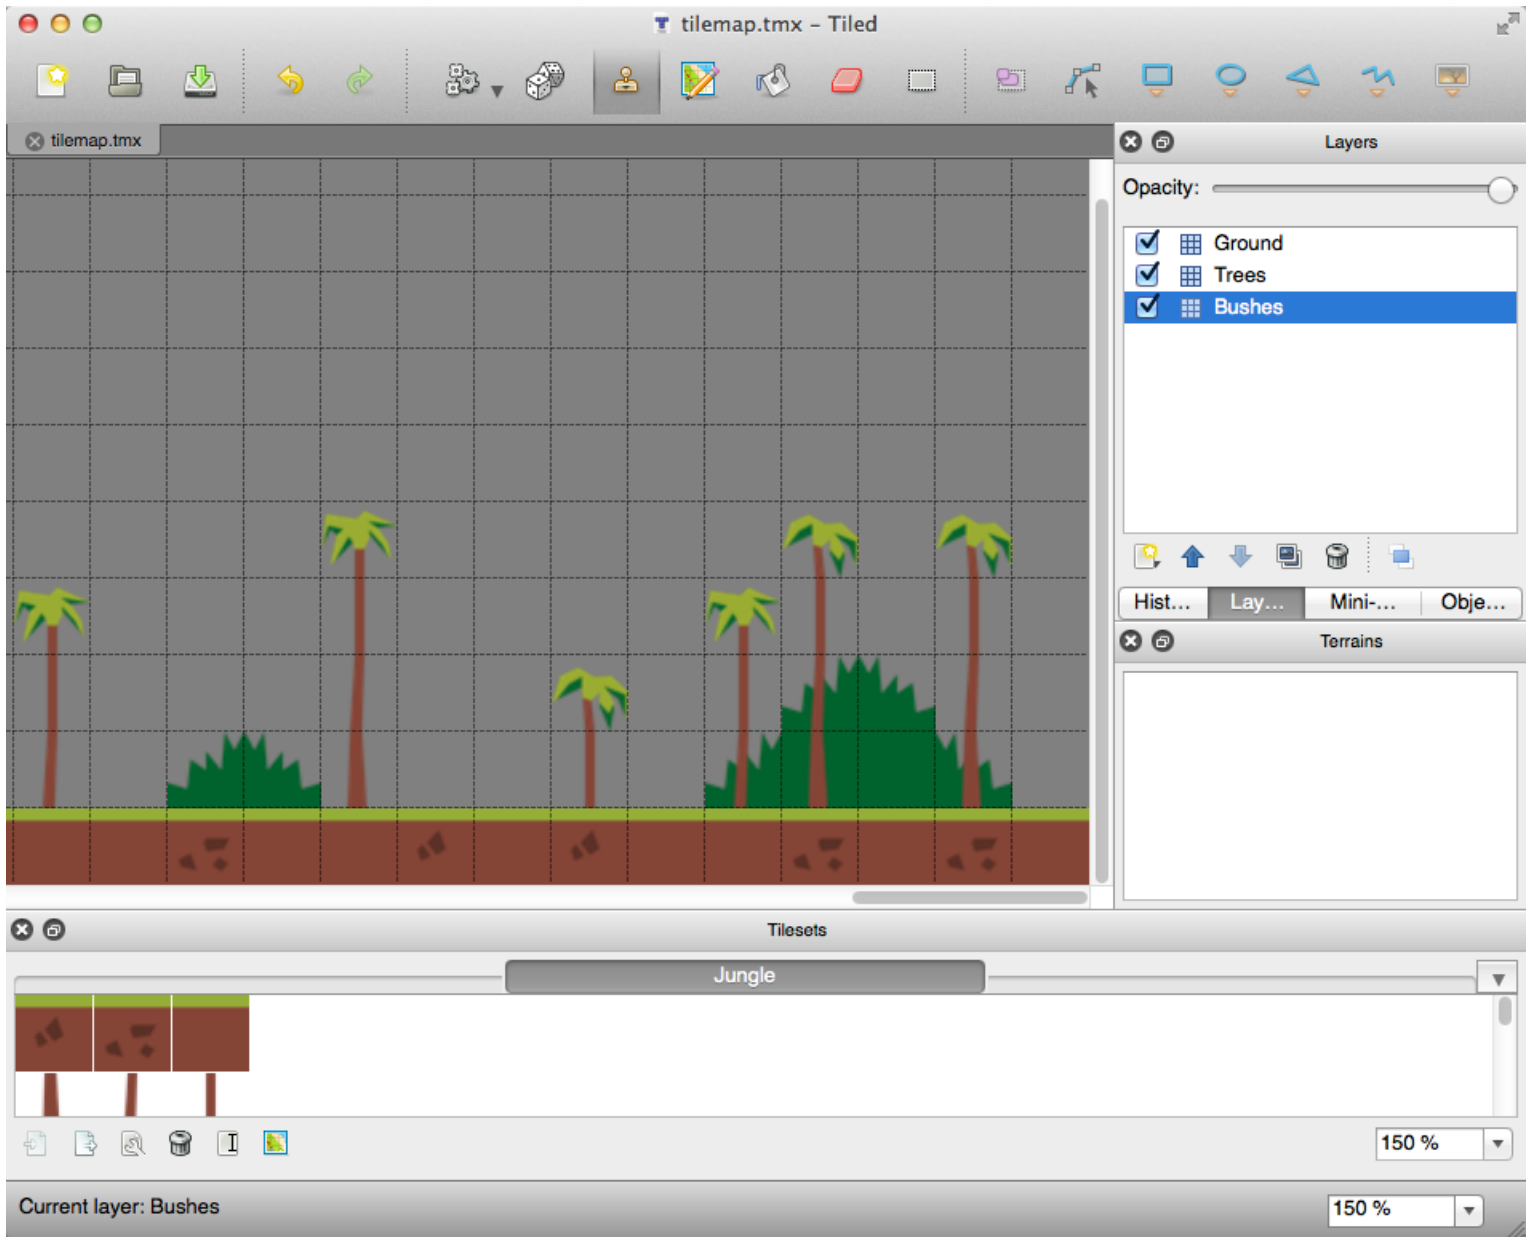 tilemap.tmx – Tiled
tilemap.tmx
Layers
Opacity:
Ground
Trees
Bushes
Hist... Lay... Mini-... Obje...
Terrains
Tilesets
Jungle
150 %
Current layer: Bushes
150 %